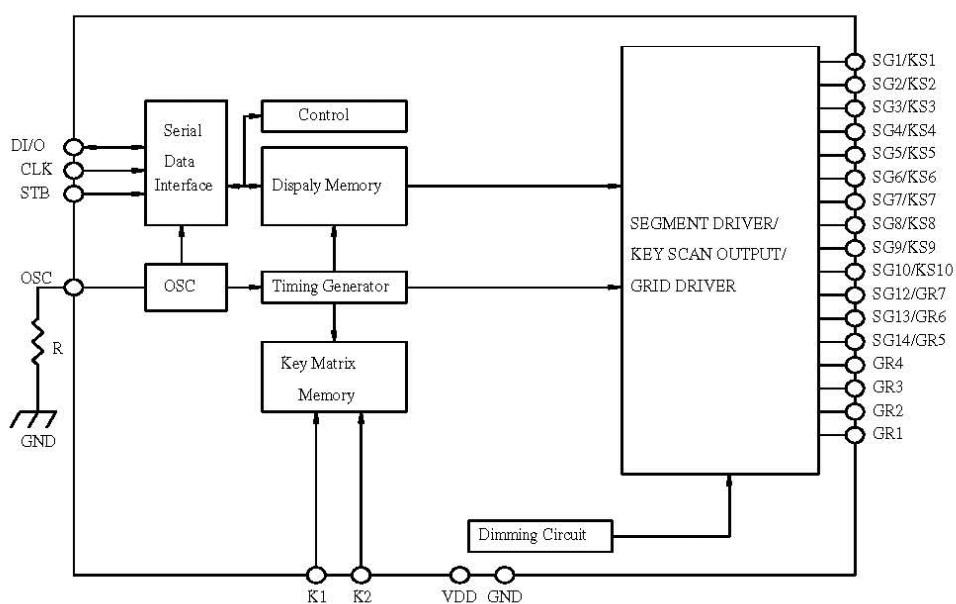 DI/O
CLK
STB
OSC
R
GND
Serial
Data
Interface
Control
Dispaly Memory
OSC
Timing Generator
Key Matrix
Memory
SEGMENT DRIVER/
KEY SCAN OUTPUT/
GRID DRIVER
Dimming Circuit
SG1/KS1
SG2/KS2
SG3/KS3
SG4/KS4
SG5/KS5
SG6/KS6
SG7/KS7
SG8/KS8
SG9/KS9
SG10/KS10
SG12/GR7
SG13/GR6
SG14/GR5
GR4
GR3
GR2
GR1
K1
K2
VDD
GND